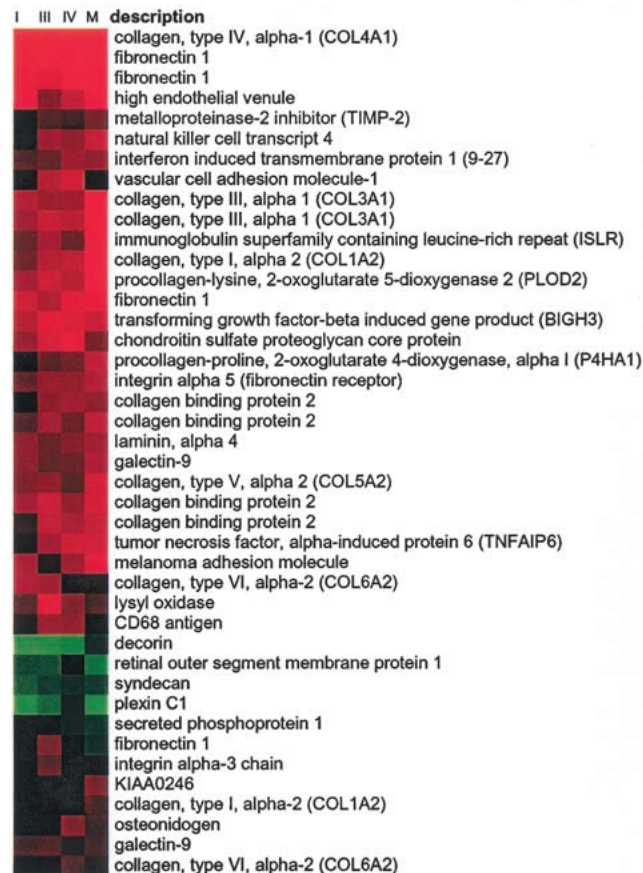 I III IV M description
collagen, type IV, alpha-1 (COL4A1)
fibronectin 1
fibronectin 1
high endothelial venule
metalloproteinase-2 inhibitor (TIMP-2)
natural killer cell transcript 4
interferon induced transmembrane protein 1 (9-27)
vascular cell adhesion molecule-1
collagen, type III, alpha 1 (COL3A1)
collagen, type III, alpha 1 (COL3A1)
immunoglobulin superfamily containing leucine-rich repeat (ISLR)
collagen, type I, alpha 2 (COL1A2)
procollagen-lysine, 2-oxoglutarate 5-dioxygenase 2 (PLOD2)
fibronectin 1
transforming growth factor-beta induced gene product (BIGH3)
chondroitin sulfate proteoglycan core protein
procollagen-proline, 2-oxoglutarate 4-dioxygenase, alpha I (P4HA1)
integrin alpha 5 (fibronectin receptor)
collagen binding protein 2
collagen binding protein 2
laminin, alpha 4
galectin-9
collagen, type V, alpha 2 (COL5A2)
collagen binding protein 2
collagen binding protein 2
tumor necrosis factor, alpha-induced protein 6 (TNFAIP6)
melanoma adhesion molecule
collagen, type VI, alpha-2 (COL6A2)
lysyl oxidase
CD68 antigen
decorin
retinal outer segment membrane protein 1
syndecan
plexin C1
secreted phosphoprotein 1
fibronectin 1
integrin alpha-3 chain
KIAA0246
collagen, type I, alpha-2 (COL1A2)
osteonidogen
galectin-9
collagen, type VI, alpha-2 (COL6A2)